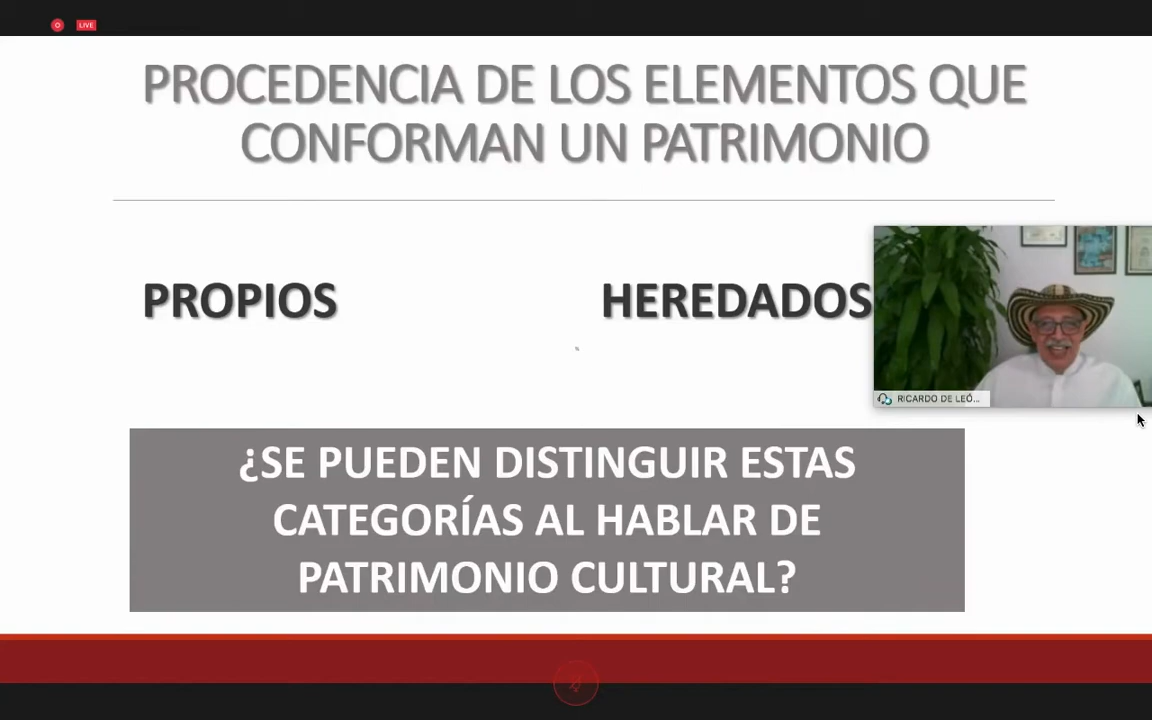 LIVE
PROCEDENCIA DE LOS ELEMENTOS QUE
CONFORMAN UN PATRIMONIO
PROPIOS
HEREDADOS
RICARDO DE LEÓ...
¿SE PUEDEN DISTINGUIR ESTAS
CATEGORÍAS AL HABLAR DE
PATRIMONIO CULTURAL?